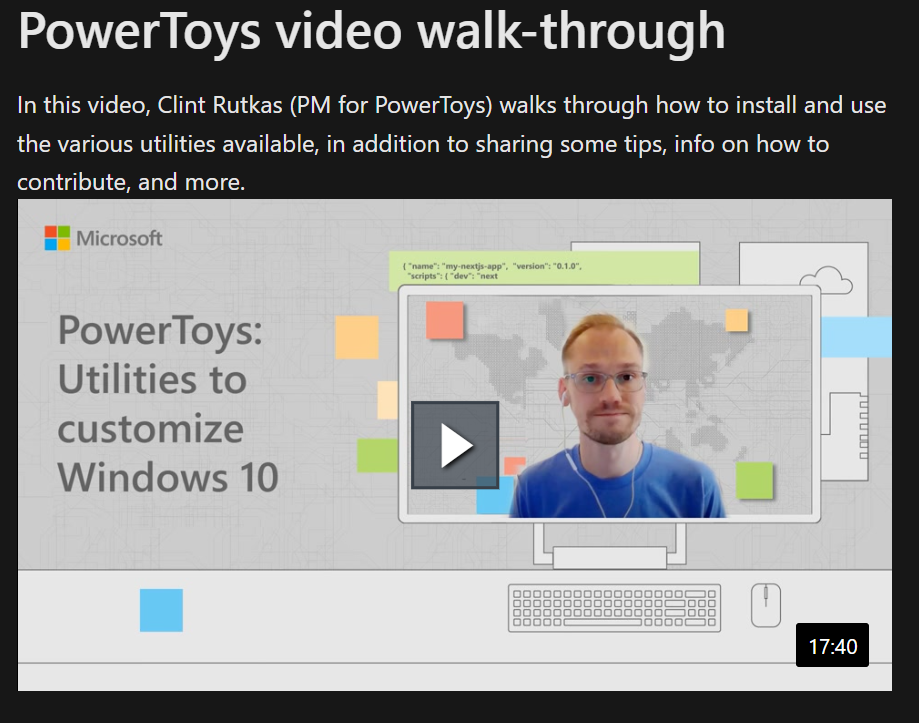 PowerToys video walk-through
In this video, Clint Rutkas (PM for PowerToys) walks through how to install and use
the various utilities available, in addition to sharing some tips, info on how to
contribute, and more.
Microsoft
{ "name": "my-nextjs-app", "version": "0.1.0",
"scripts": { "dev": "next
PowerToys:
Utilities to
customize
Windows 10
17:40